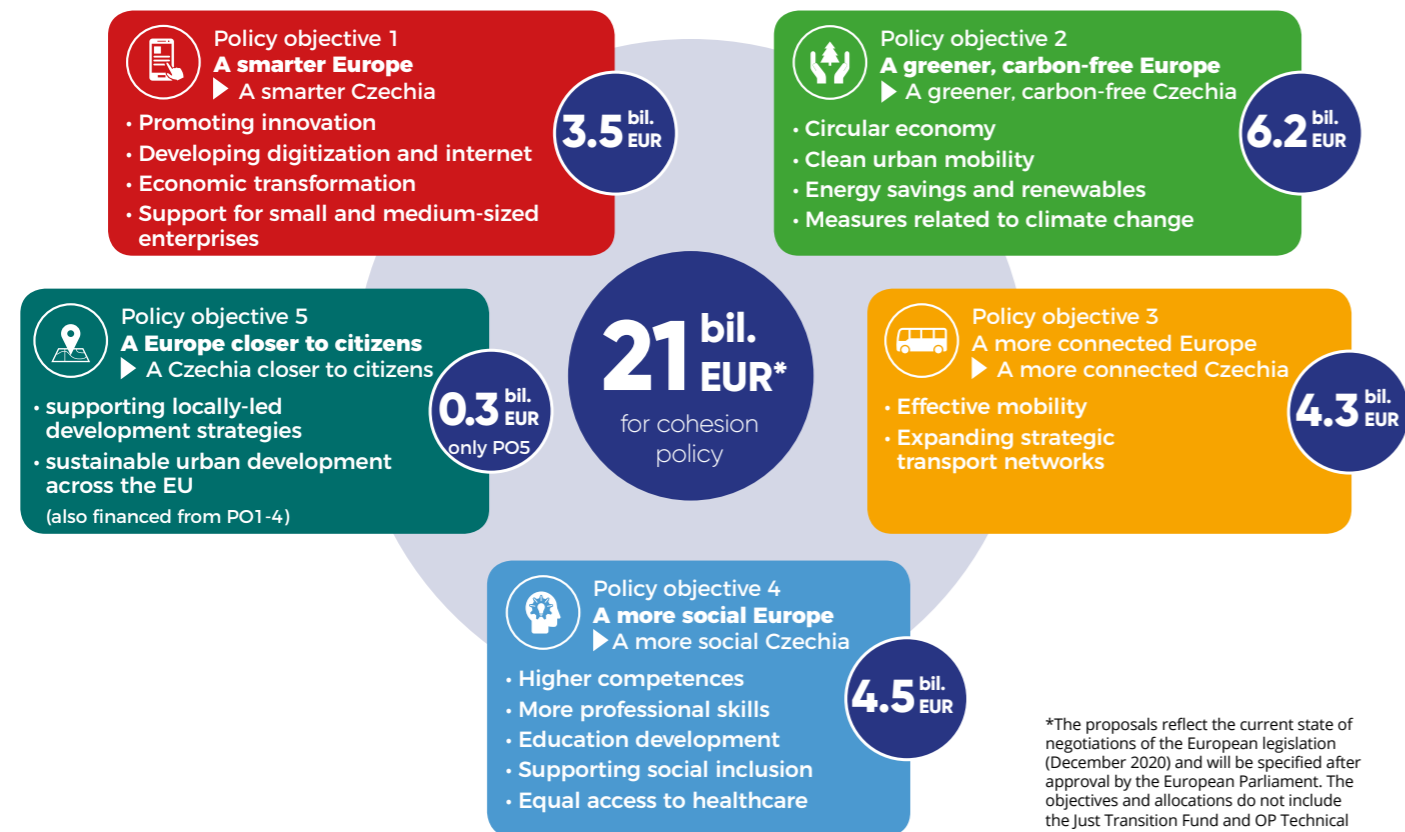 Policy objective 1
A smarter Europe
A smarter Czechia
• Promoting innovation
• Developing digitization and internet
• Economic transformation
• Support for small and medium-sized
enterprises
3.5 bil.
EUR
Policy objective 2
A greener, carbon-free Europe
A greener, carbon-free Czechia
• Circular economy
• Clean urban mobility
• Energy savings and renewables
• Measures related to climate change
6.2 bil.
EUR
Policy objective 5
A Europe closer to citizens
A Czechia closer to citizens
• supporting locally-led
development strategies
• sustainable urban development
across the EU
(also financed from PO1-4)
0.3 bil.
EUR
only PO5
21 bil.
EUR*
for cohesion
policy
Policy objective 3
A more connected Europe
A more connected Czechia
• Effective mobility
• Expanding strategic
transport networks
4.3 bil.
EUR
Policy objective 4
A more social Europe
A more social Czechia
• Higher competences
• More professional skills
• Education development
• Supporting social inclusion
• Equal access to healthcare
4.5 bil.
EUR
*The proposals reflect the current state of
negotiations of the European legislation
(December 2020) and will be specified after
approval by the European Parliament. The
objectives and allocations do not include
the Just Transition Fund and OP Technical